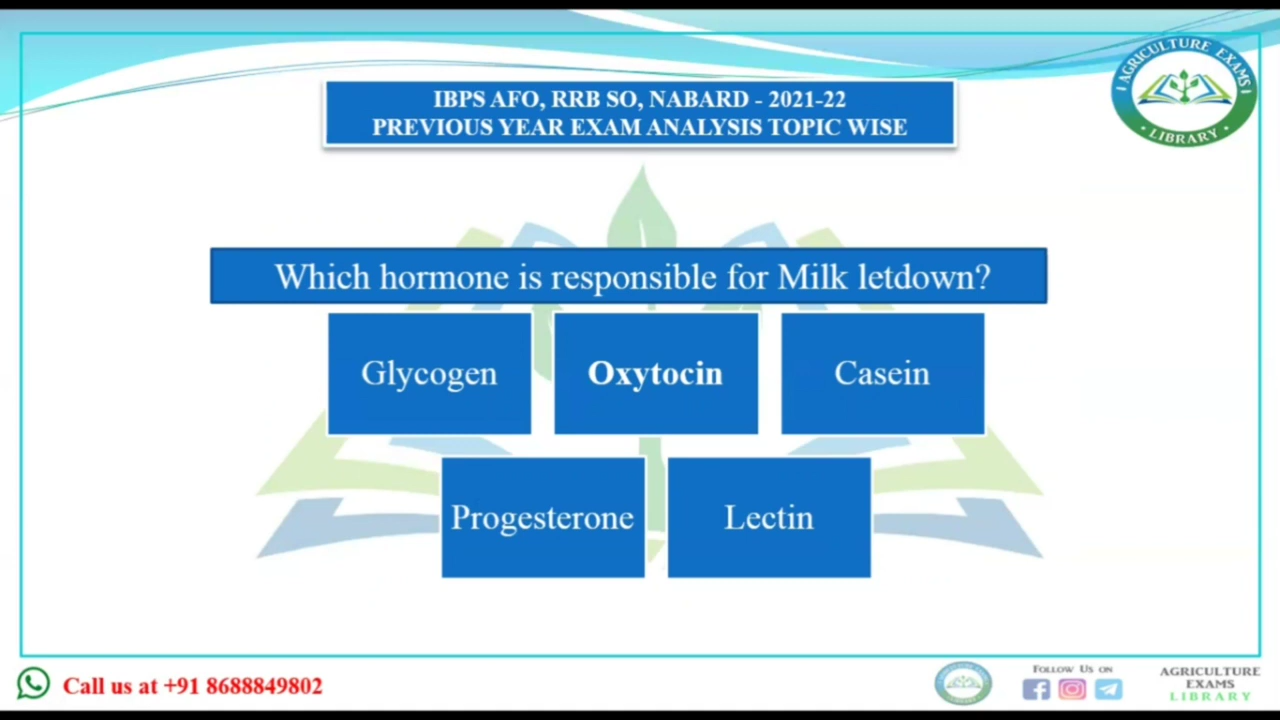 IBPS AFO, RRB SO, NABARD - 2021-22
PREVIOUS YEAR EXAM ANALYSIS TOPIC WISE
AGRICULTURE EXAMS
LIBRARY
Which hormone is responsible for Milk letdown?
Glycogen
Oxytocin
Casein
Progesterone
Lectin
Call us at +91 8688849802
FOLLOW US ON
AGRICULTURE
EXAMS
LIBRARY